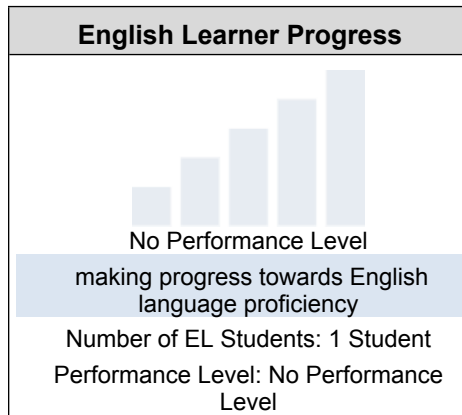 English Learner Progress
No Performance Level
making progress towards English
language proficiency
Number of EL Students: 1 Student
Performance Level: No Performance
Level